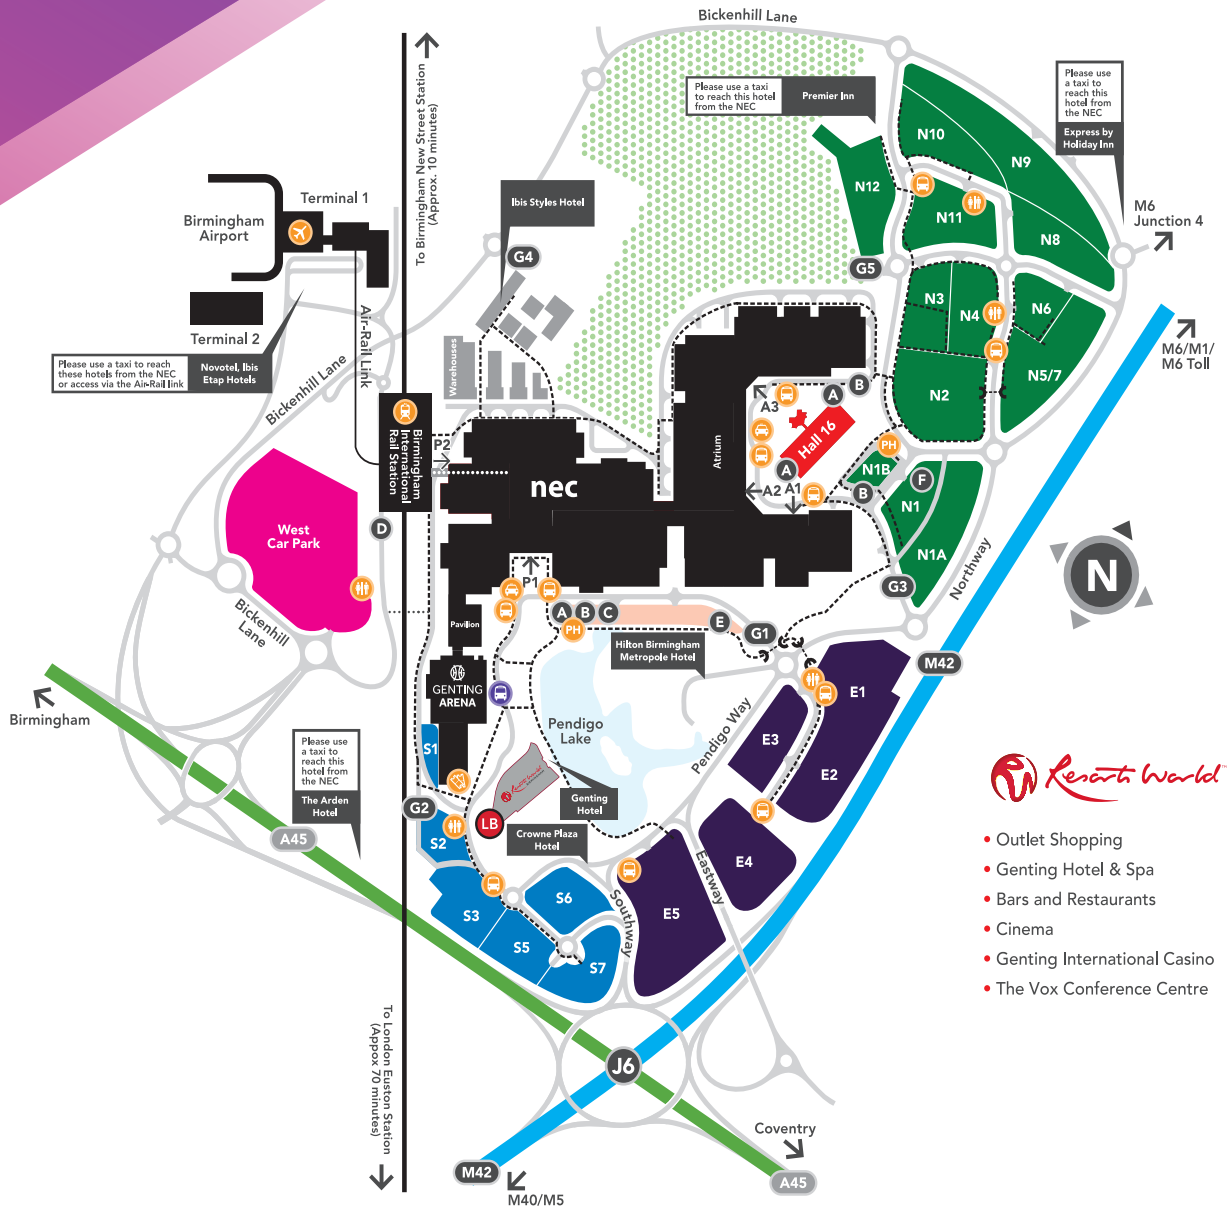 Bickenhill Lane
To Birmingham New Street Station
(Approx. 10 minutes)
Please use a taxi
to reach this hotel
from the NEC
Premier Inn
Please use
a taxi to
reach this
hotel from
the NEC
Express by
Holiday Inn
N10
N9
N12
N11
N8
M6
Junction 4
Terminal 1
Birmingham
Airport
Ibis Styles Hotel
G4
G5
Terminal 2
Air-Rail Link
N3
N4
N6
M6/M1/
M6 Toll
Please use a taxi to reach
these hotels from the NEC
or access via the Air-Rail link
Novotel, Ibis
Etap Hotels
Warehouses
Bickenhill Lane
N5/7
N2
A3
A
B
Hall 16
Atrium
Birmingham
International
Rail Station
P2
PH
N1B
A
A2
A1
B
F
N1
nec
West
Car Park
D
N1A
G3
Northway
N
P1
Bickenhill
Lane
A
B
C
E
G1
PH
Pavilion
Hilton Birmingham
Metropole Hotel
M42
GENTING
ARENA
E1
Birmingham
Pendigo
Lake
Pendigo Way
E3
E2
S1
Please use
a taxi to
reach this
hotel from
the NEC
The Arden
Hotel
Resorts World
Genting
Hotel
Resorts World
G2
LB
S2
Crowne Plaza
Hotel
A45
E4
Eastway
Outlet Shopping
Genting Hotel & Spa
Bars and Restaurants
Cinema
Genting International Casino
The Vox Conference Centre
S6
S3
S5
S7
Southway
E5
To London Euston Station
(Appox 70 minutes)
J6
Coventry
M42
M40/M5
A45